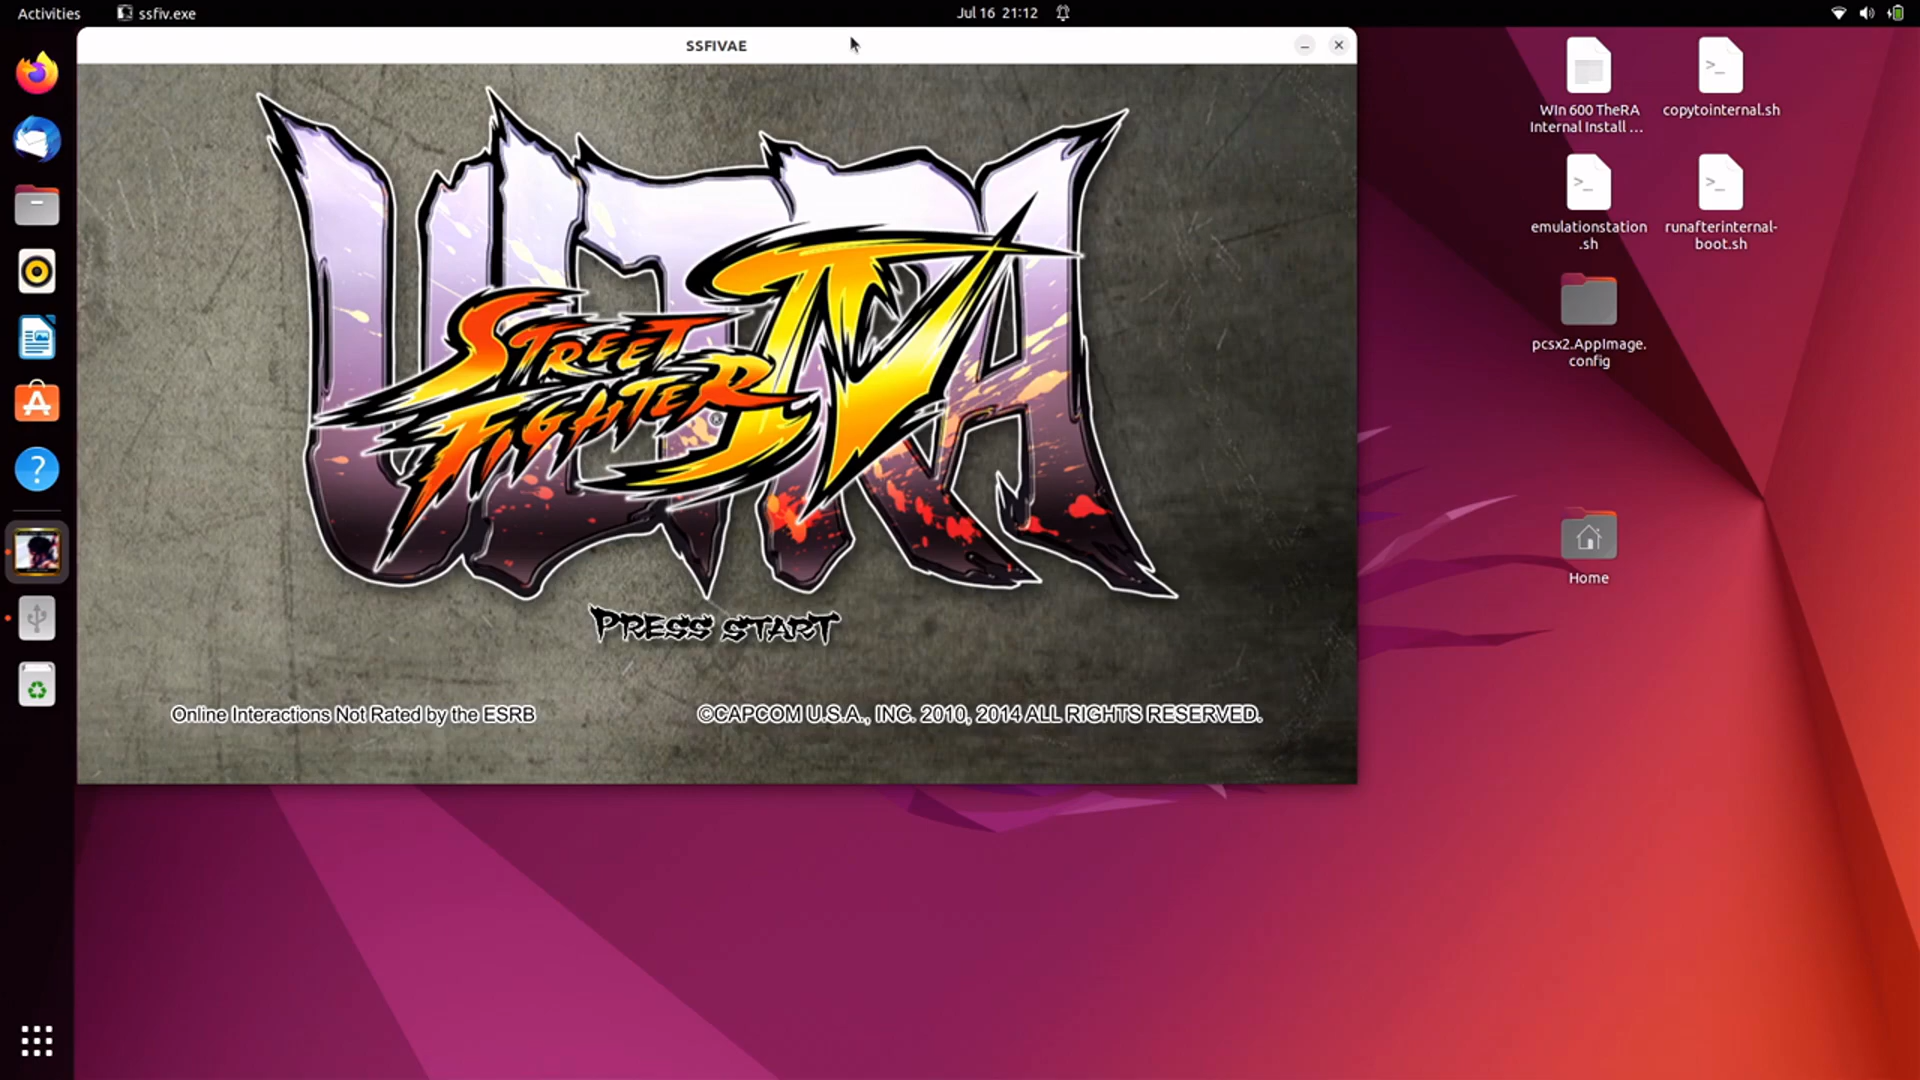 Activities
ssfiv.exe
Jul 16 21:12
SSFIVAE
ULTRA
STREET
FIGHTER
IV
®
PRESS START
Online Interactions Not Rated by the ESRB
©CAPCOM U.S.A., INC. 2010, 2014 ALL RIGHTS RESERVED.
WIn 600 TheRA
Internal Install ...
copytointernal.sh
emulationstation
.sh
runafterinternal-
boot.sh
pcsx2.AppImage.
config
Home